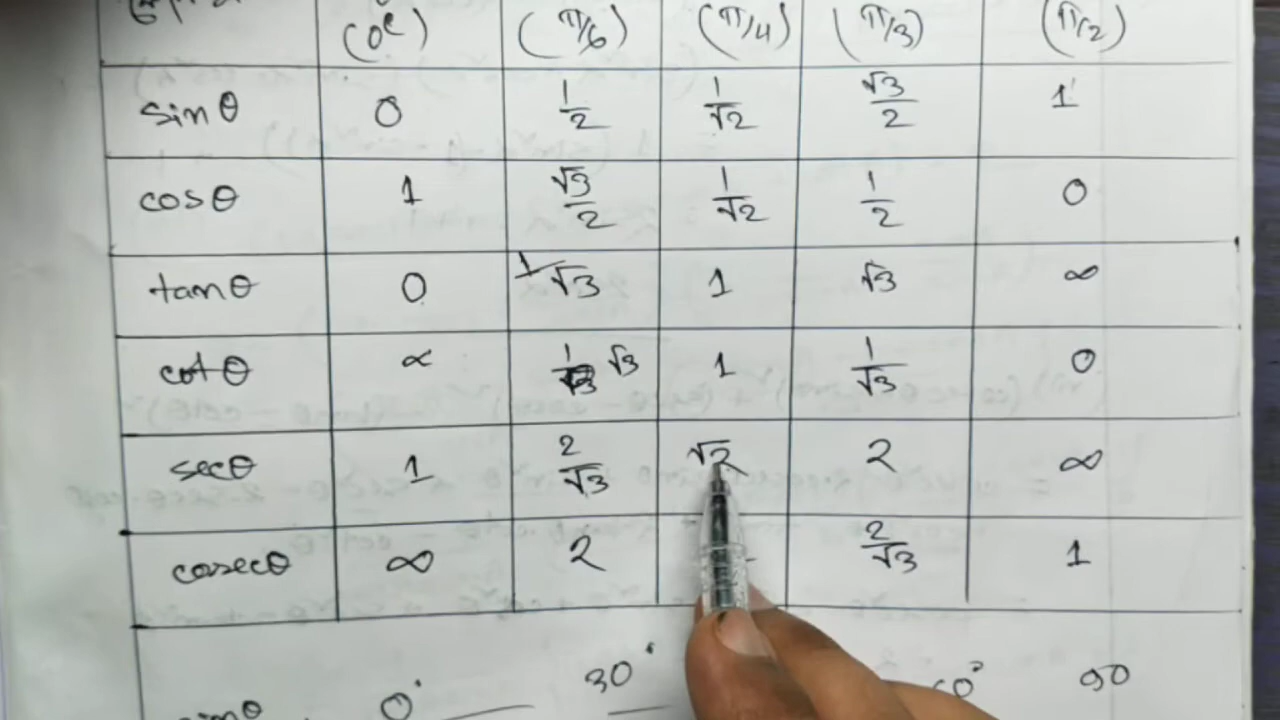 (0ᶜ) (π/6) (π/4) (π/3) (π/2)
sinθ 0 1/2 1/√2 √3/2 1
cosθ 1 √3/2 1/√2 1/2 0
tanθ 0 1/√3 1 √3 ∞
cotθ ∝ √3 1 1/√3 0
secθ 1 2/√3 √2 2 ∞
cosecθ ∞ 2 2/√3 1
sinθ 0° 30° 90